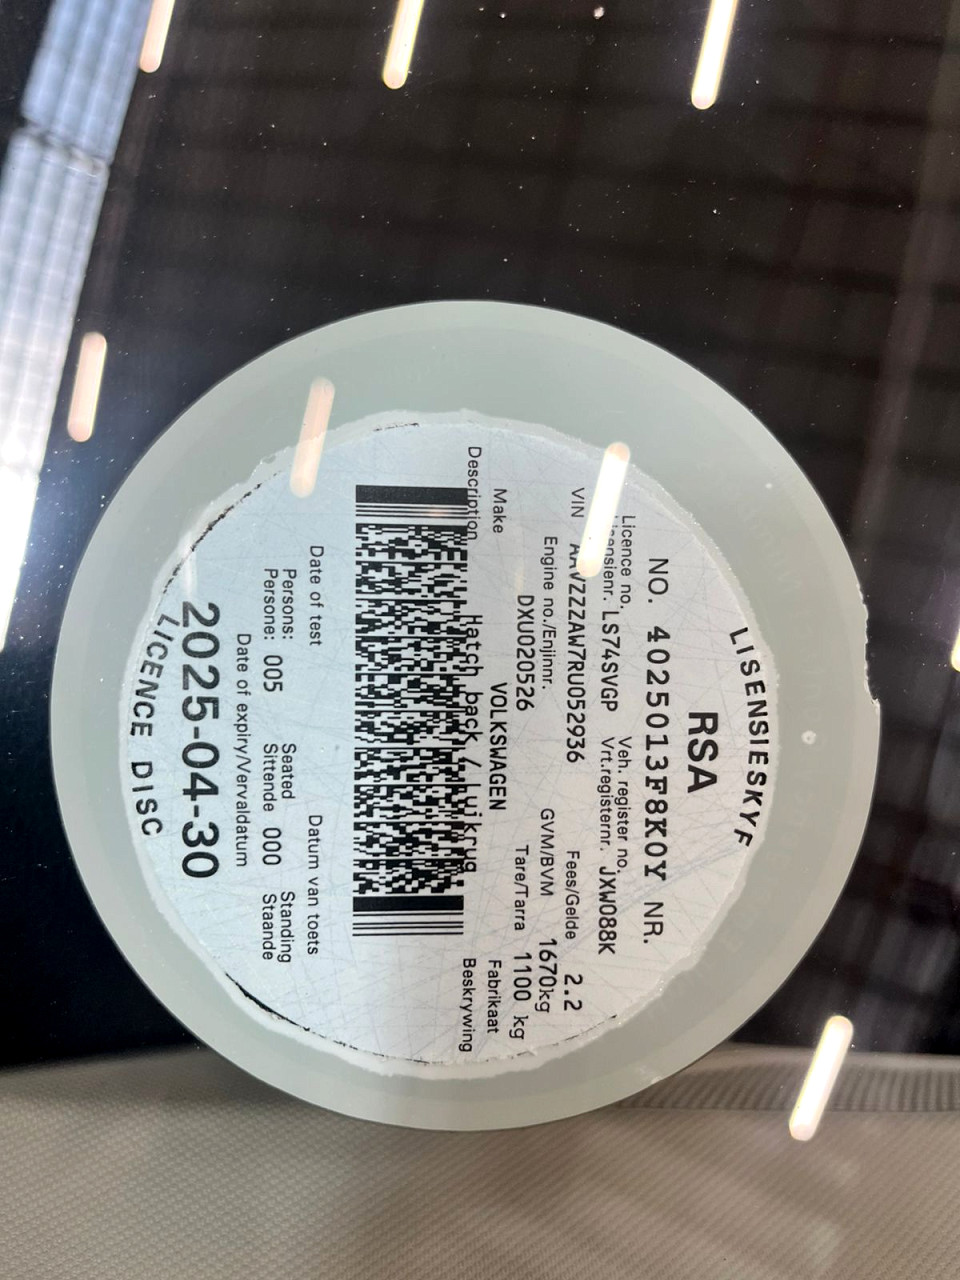 LISENSIESKYF
RSA
NO. 4025013F8K0Y NR.
Licence no. Veh. register no.
Lisensienr. LS74SVGP Vrt.registernr. JXW088K
VIN AAVZZZAW7RU052936 Fees/Gelde 2.2
Engine no./Enjinnr. GVM/BVM 1670kg
DXU020526 Tare/Tarra 1100 kg
Make VOLKSWAGEN Fabrikaat
Description Hatch back / Luikrug Beskrywing
Date of test Datum van toets
Persons: Seated Standing
Persone: 005 Sittende 000 Staande
Date of expiry/Vervaldatum
2025-04-30
LICENCE DISC